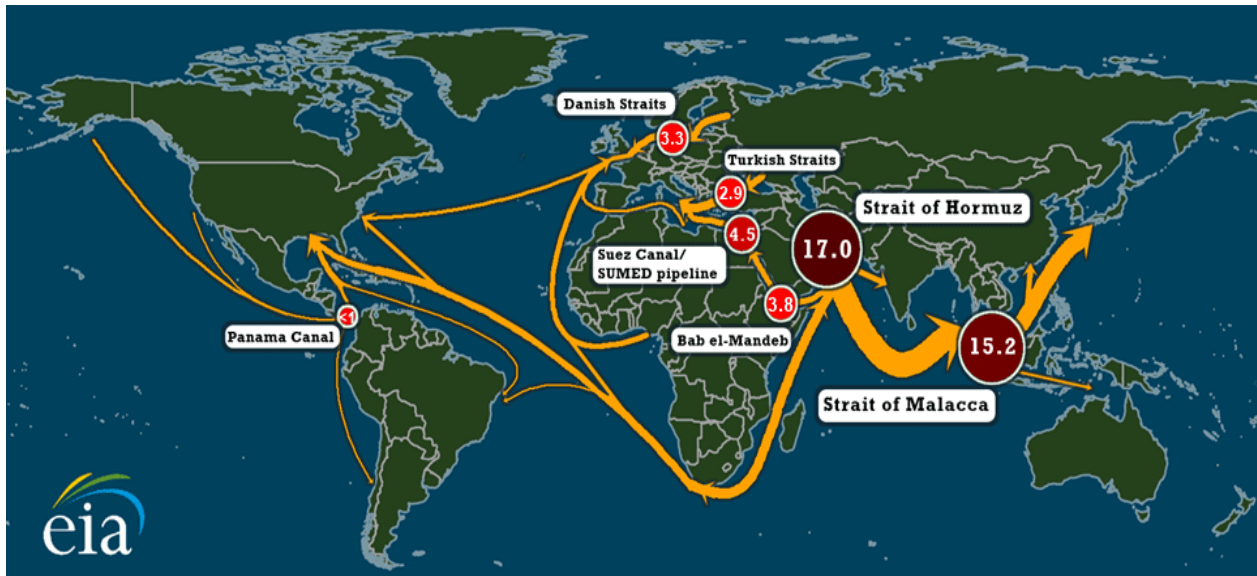 Danish Straits
3.3
Turkish Straits
2.9
Strait of Hormuz
17.0
4.5
Suez Canal/
SUMED pipeline
3.8
<1
Panama Canal
Bab el-Mandeb
15.2
Strait of Malacca
eia